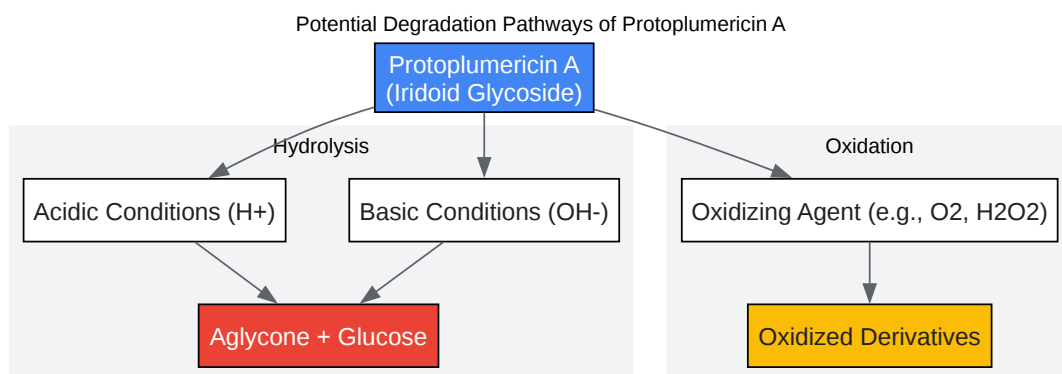 Potential Degradation Pathways of Protoplumericin A
Protoplumericin A
(Iridoid Glycoside)
Hydrolysis
Oxidation
Acidic Conditions (H+)
Basic Conditions (OH-)
Oxidizing Agent (e.g., O2, H2O2)
Aglycone + Glucose
Oxidized Derivatives